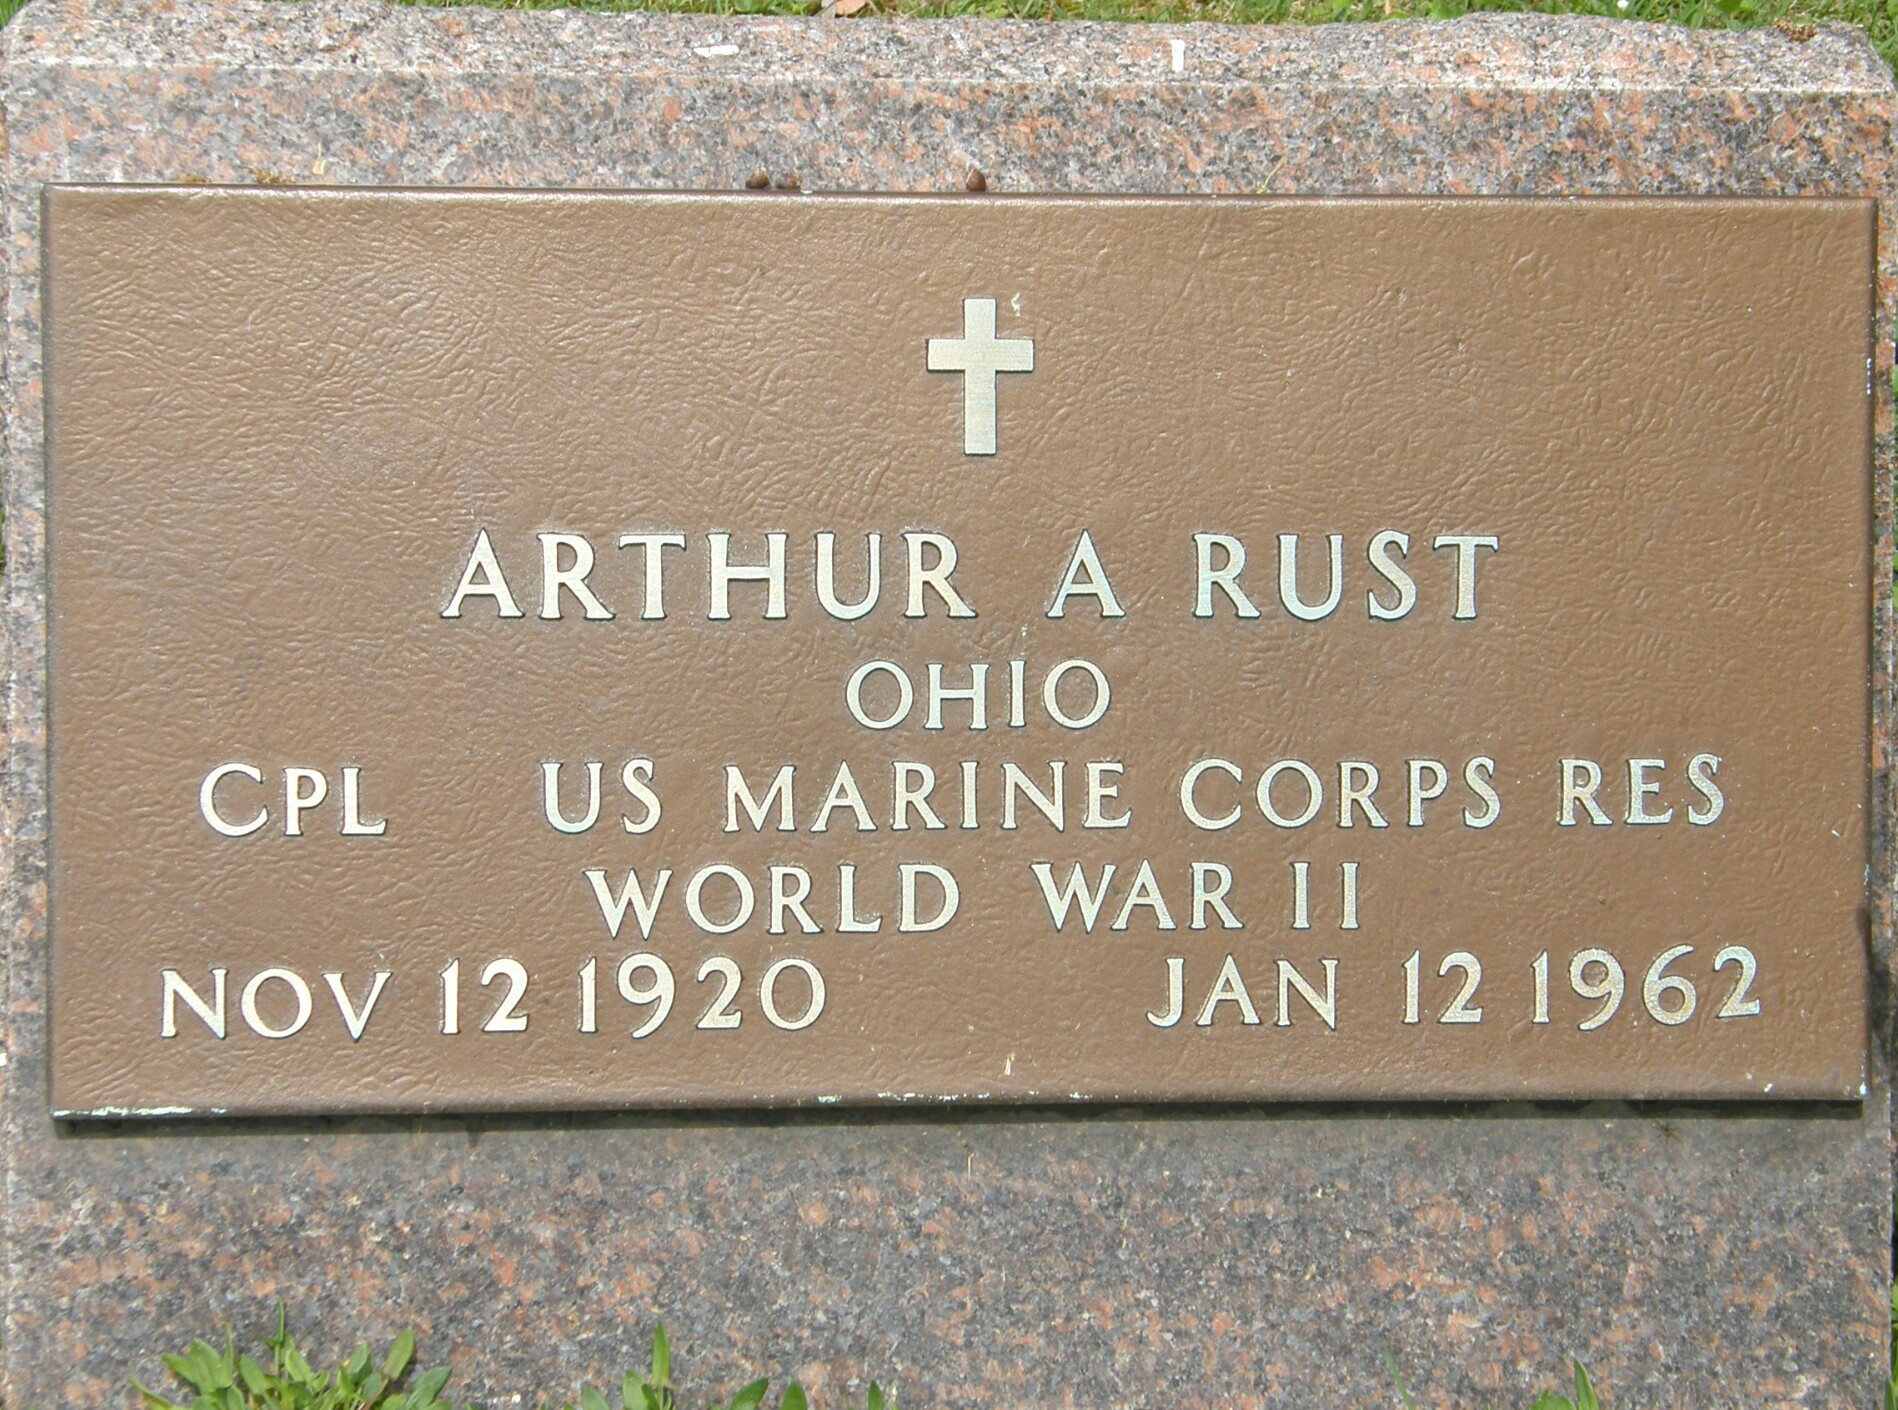 ARTHUR A RUST
OHIO
CPL US MARINE CORPS RES
WORLD WAR II
NOV 12 1920 JAN 12 1962